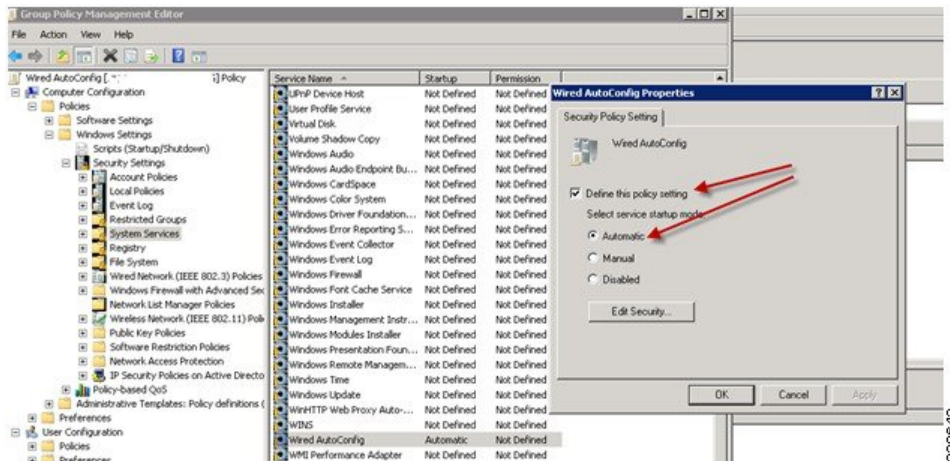 Group Policy Management Editor
File Action View Help
Wired AutoConfig [. ] Policy
Computer Configuration
Policies
Software Settings
Windows Settings
Scripts (Startup/Shutdown)
Security Settings
Account Policies
Local Policies
Event Log
Restricted Groups
System Services
Registry
File System
Wired Network (IEEE 802.3) Policies
Windows Firewall with Advanced Sec
Network List Manager Policies
Wireless Network (IEEE 802.11) Poli
Public Key Policies
Software Restriction Policies
Network Access Protection
IP Security Policies on Active Directo
Policy-based QoS
Administrative Templates: Policy definitions (
Preferences
User Configuration
Policies
Preferences
Service Name Startup Permission
UPnP Device Host Not Defined Not Defined
User Profile Service Not Defined Not Defined
Virtual Disk Not Defined Not Defined
Volume Shadow Copy Not Defined Not Defined
Windows Audio Not Defined Not Defined
Windows Audio Endpoint Bu... Not Defined Not Defined
Windows CardSpace Not Defined Not Defined
Windows Color System Not Defined Not Defined
Windows Driver Foundation... Not Defined Not Defined
Windows Error Reporting S... Not Defined Not Defined
Windows Event Collector Not Defined Not Defined
Windows Event Log Not Defined Not Defined
Windows Firewall Not Defined Not Defined
Windows Font Cache Service Not Defined Not Defined
Windows Installer Not Defined Not Defined
Windows Management Instr... Not Defined Not Defined
Windows Modules Installer Not Defined Not Defined
Windows Presentation Foun... Not Defined Not Defined
Windows Remote Managem... Not Defined Not Defined
Windows Time Not Defined Not Defined
Windows Update Not Defined Not Defined
WinHTTP Web Proxy Auto-... Not Defined Not Defined
WINS Not Defined Not Defined
Wired AutoConfig Automatic Not Defined
WMI Performance Adapter Not Defined Not Defined
Wired AutoConfig Properties
Security Policy Setting
Wired AutoConfig
Define this policy setting
Select service startup mode:
Automatic
Manual
Disabled
Edit Security...
OK Cancel Apply